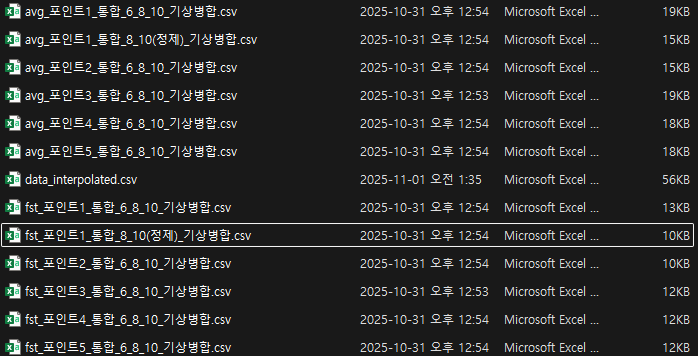 avg_포인트1_통합_6_8_10_기상병합.csv 2025-10-31 오후 12:54 Microsoft Excel ... 19KB
avg_포인트1_통합_8_10(정제)_기상병합.csv 2025-10-31 오후 12:54 Microsoft Excel ... 15KB
avg_포인트2_통합_6_8_10_기상병합.csv 2025-10-31 오후 12:54 Microsoft Excel ... 15KB
avg_포인트3_통합_6_8_10_기상병합.csv 2025-10-31 오후 12:53 Microsoft Excel ... 19KB
avg_포인트4_통합_6_8_10_기상병합.csv 2025-10-31 오후 12:54 Microsoft Excel ... 18KB
avg_포인트5_통합_6_8_10_기상병합.csv 2025-10-31 오후 12:54 Microsoft Excel ... 18KB
data_interpolated.csv 2025-11-01 오전 1:35 Microsoft Excel ... 56KB
fst_포인트1_통합_6_8_10_기상병합.csv 2025-10-31 오후 12:54 Microsoft Excel ... 13KB
fst_포인트1_통합_8_10(정제)_기상병합.csv 2025-10-31 오후 12:54 Microsoft Excel ... 10KB
fst_포인트2_통합_6_8_10_기상병합.csv 2025-10-31 오후 12:54 Microsoft Excel ... 10KB
fst_포인트3_통합_6_8_10_기상병합.csv 2025-10-31 오후 12:53 Microsoft Excel ... 12KB
fst_포인트4_통합_6_8_10_기상병합.csv 2025-10-31 오후 12:54 Microsoft Excel ... 12KB
fst_포인트5_통합_6_8_10_기상병합.csv 2025-10-31 오후 12:54 Microsoft Excel ... 12KB